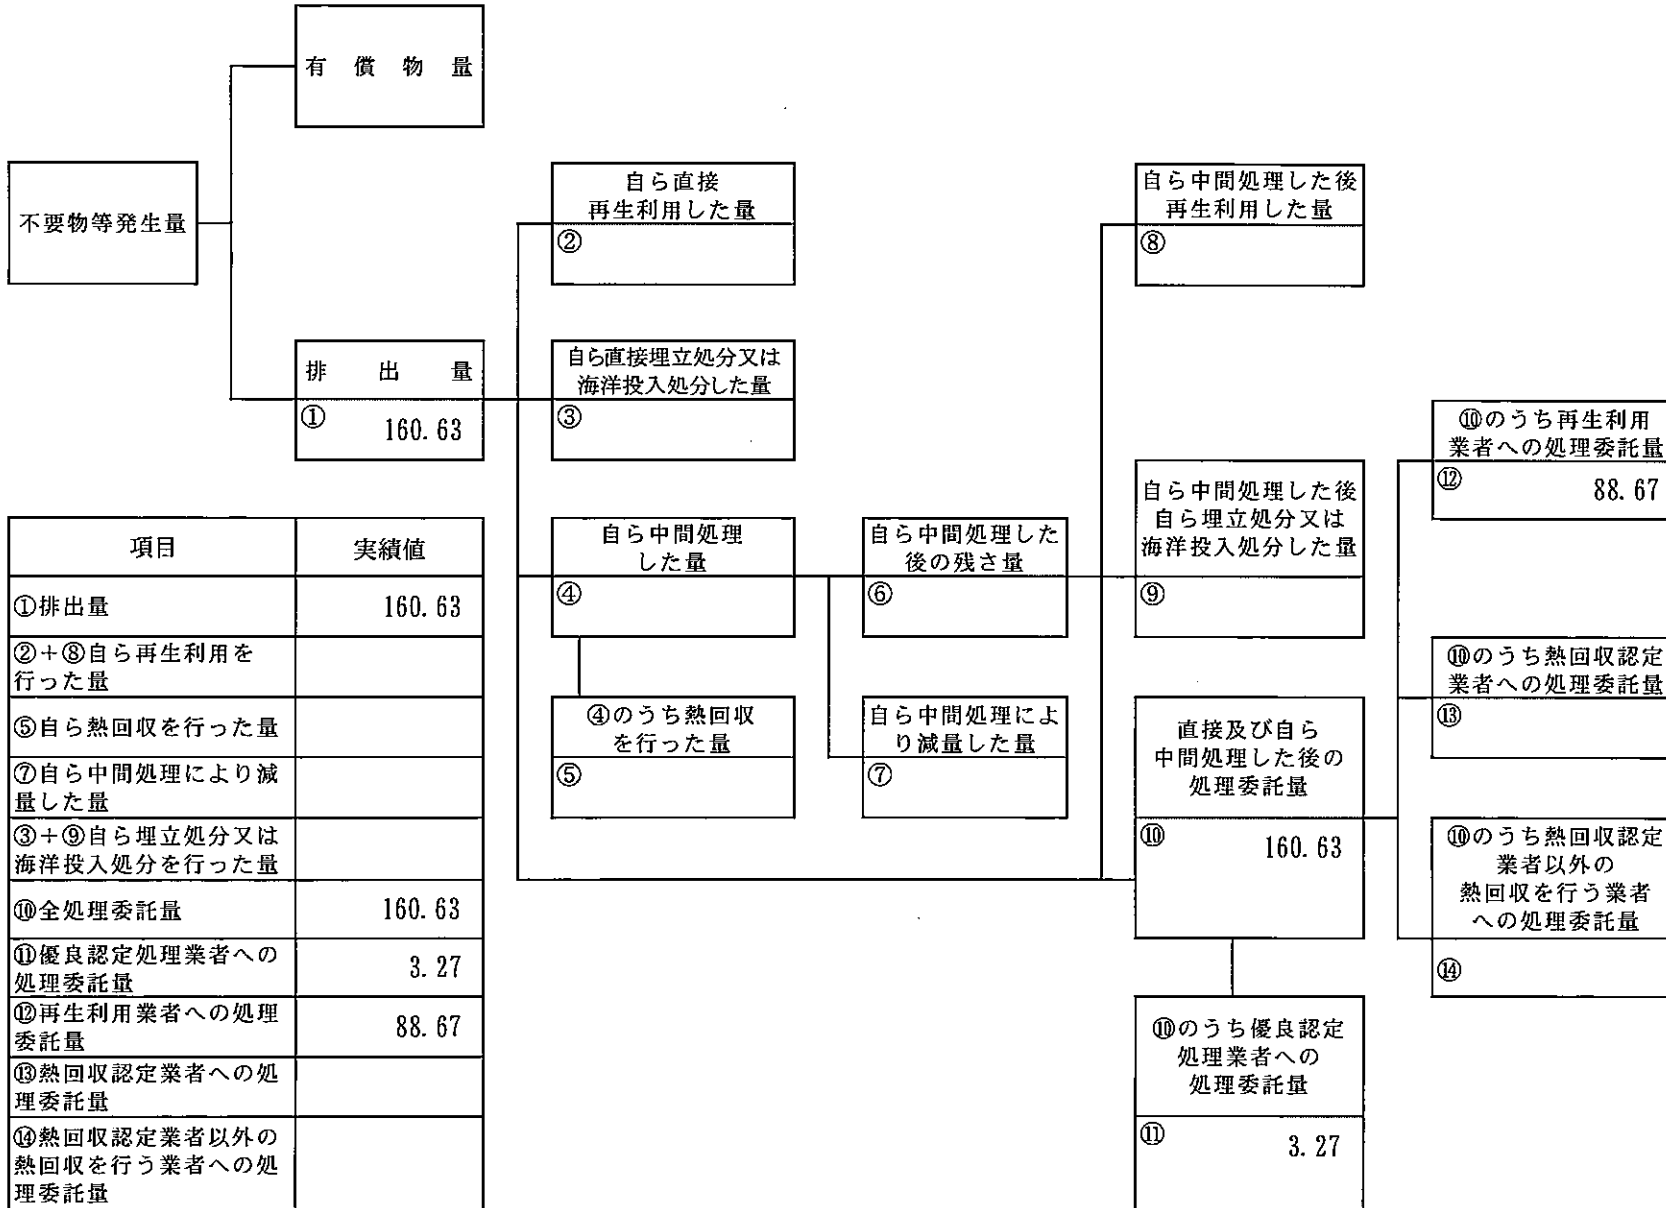 有償物量
不要物等発生量
自ら直接
再生利用した量
②
自ら中間処理した後
再生利用した量
⑧
排出量
① 160.63
自ら直接埋立処分又は
海洋投入処分した量
③
⑩のうち再生利用
業者への処理委託量
⑫ 88.67
自ら中間処理
した量
④
自ら中間処理した
後の残さ量
⑥
自ら中間処理した後
自ら埋立処分又は
海洋投入処分した量
⑨
⑩のうち熱回収認定
業者への処理委託量
⑬
④のうち熱回収
を行った量
⑤
自ら中間処理によ
り減量した量
⑦
直接及び自ら
中間処理した後の
処理委託量
⑩ 160.63
⑩のうち熱回収認定
業者以外の
熱回収を行う業者
への処理委託量
⑭
⑩のうち優良認定
処理業者への
処理委託量
⑪ 3.27
項目 実績値
①排出量 160.63
②+⑧自ら再生利用を
行った量
⑤自ら熱回収を行った量
⑦自ら中間処理により減
量した量
③+⑨自ら埋立処分又は
海洋投入処分を行った量
⑩全処理委託量 160.63
⑪優良認定処理業者への
処理委託量 3.27
⑫再生利用業者への処理
委託量 88.67
⑬熱回収認定業者への処
理委託量
⑭熱回収認定業者以外の
熱回収を行う業者への処
理委託量